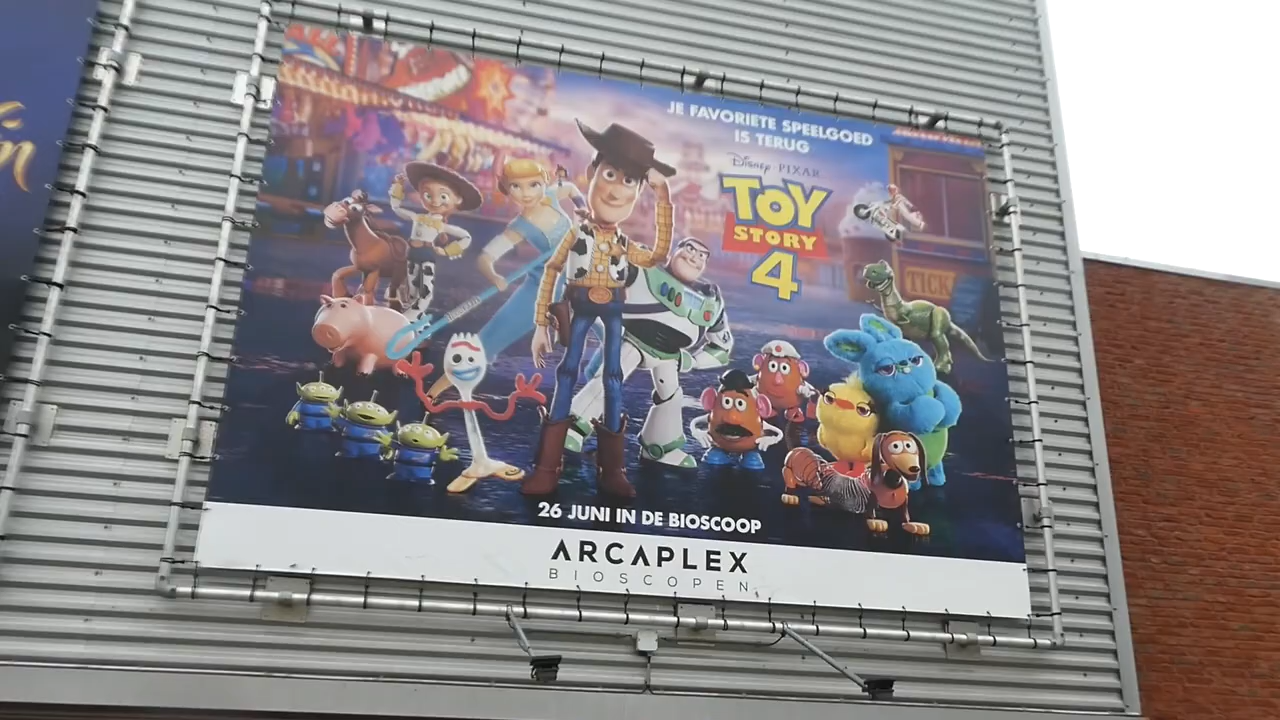 JE FAVORIETE SPEELGOED
IS TERUG
Disney · PIXAR
TOY
STORY
4
TICK
26 JUNI IN DE BIOSCOOP
ARCAPLEX
BIOSCOPEN